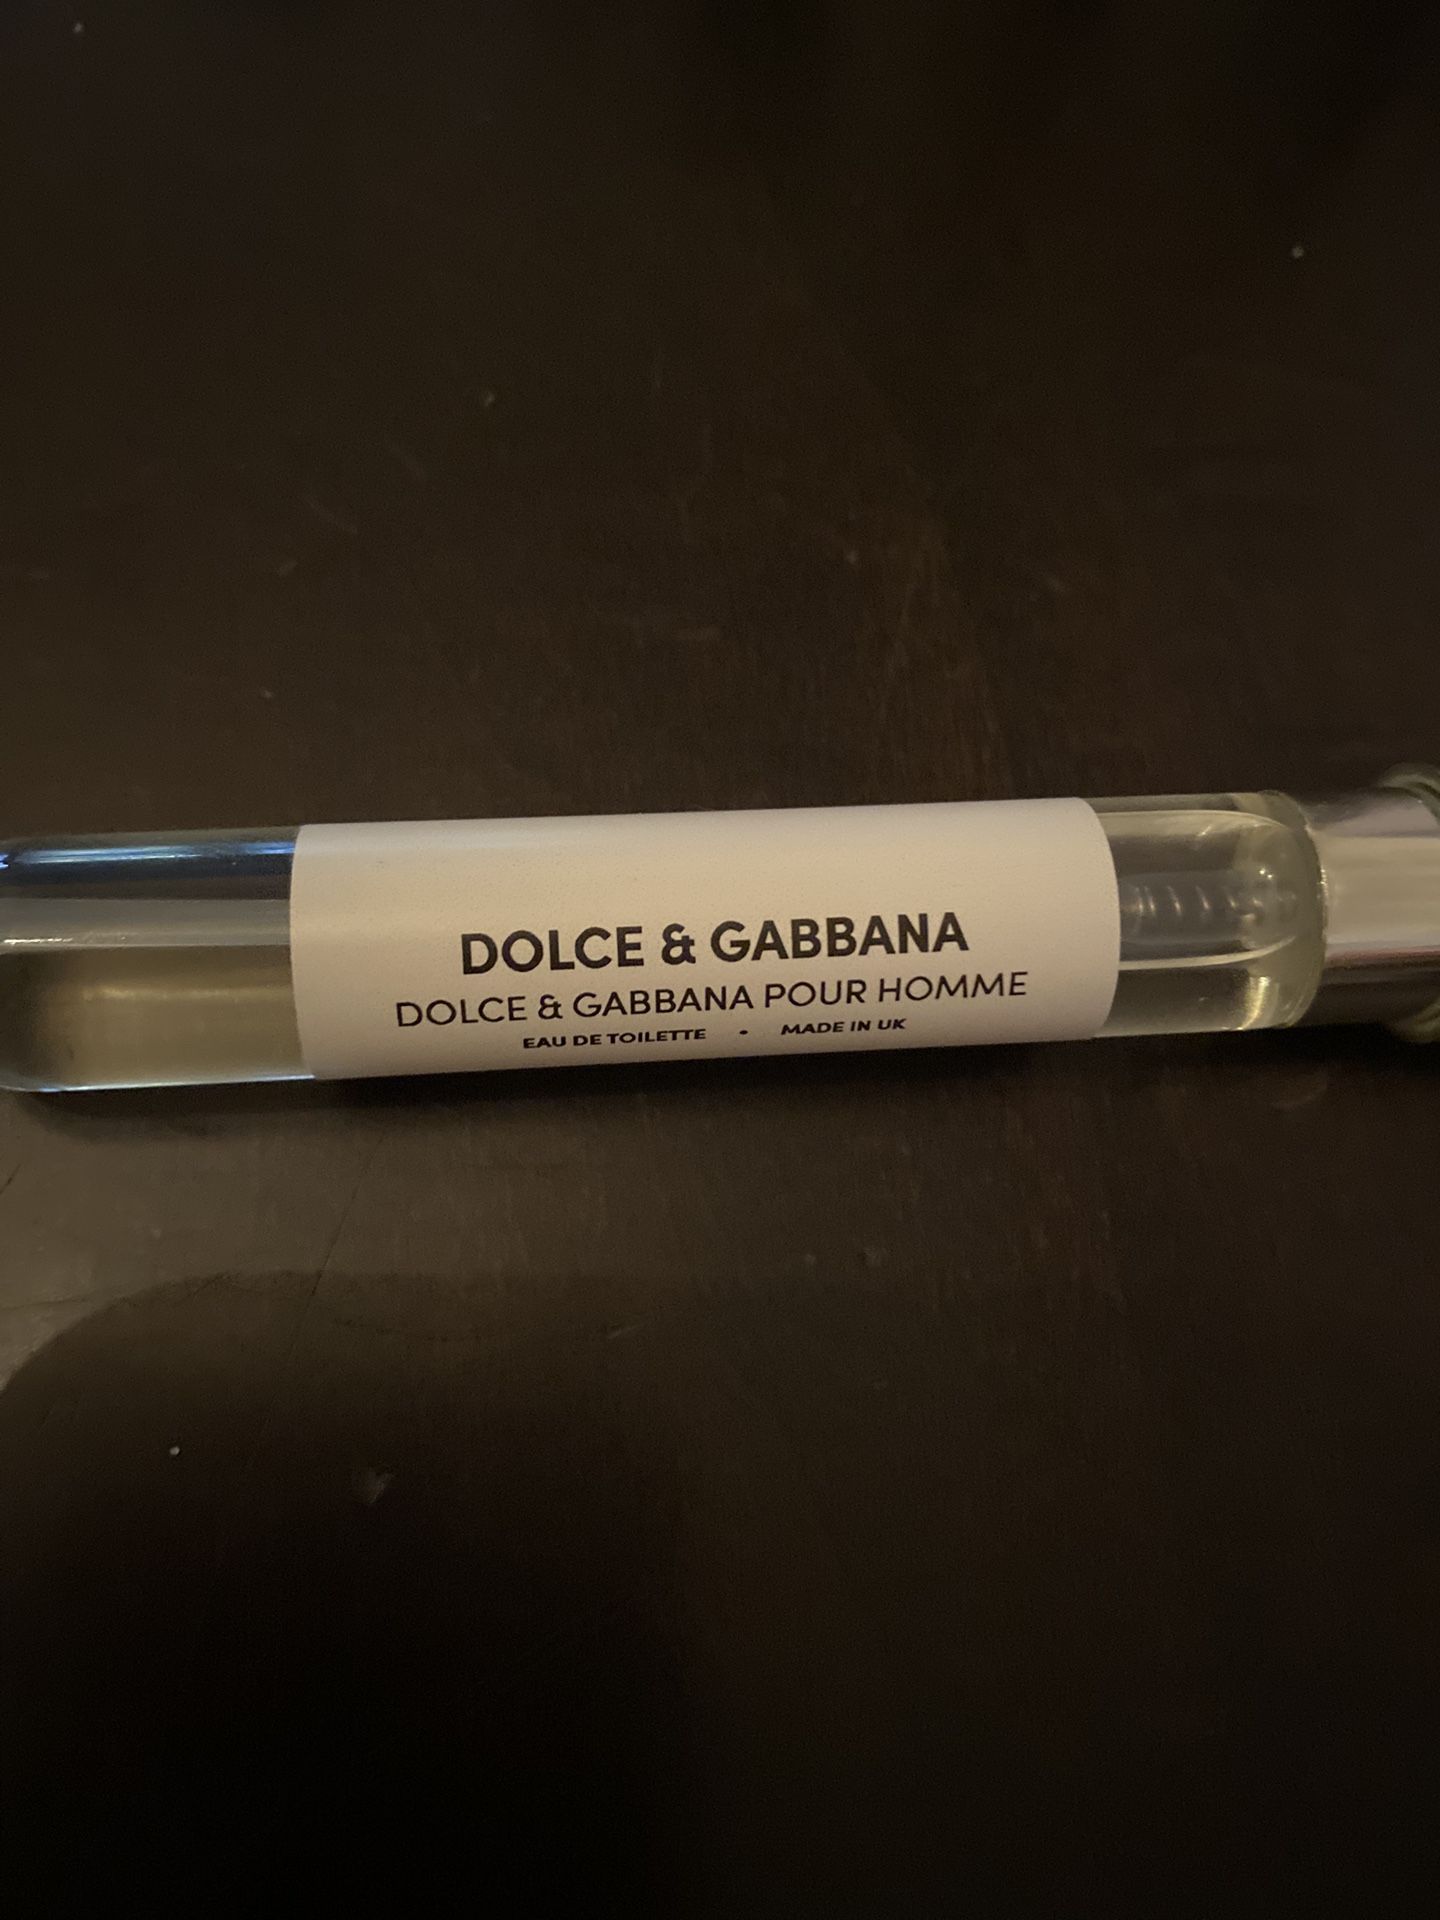 DOLCE & GABBANA
DOLCE & GABBANA POUR HOMME
EAU DE TOILETTE • MADE IN UK